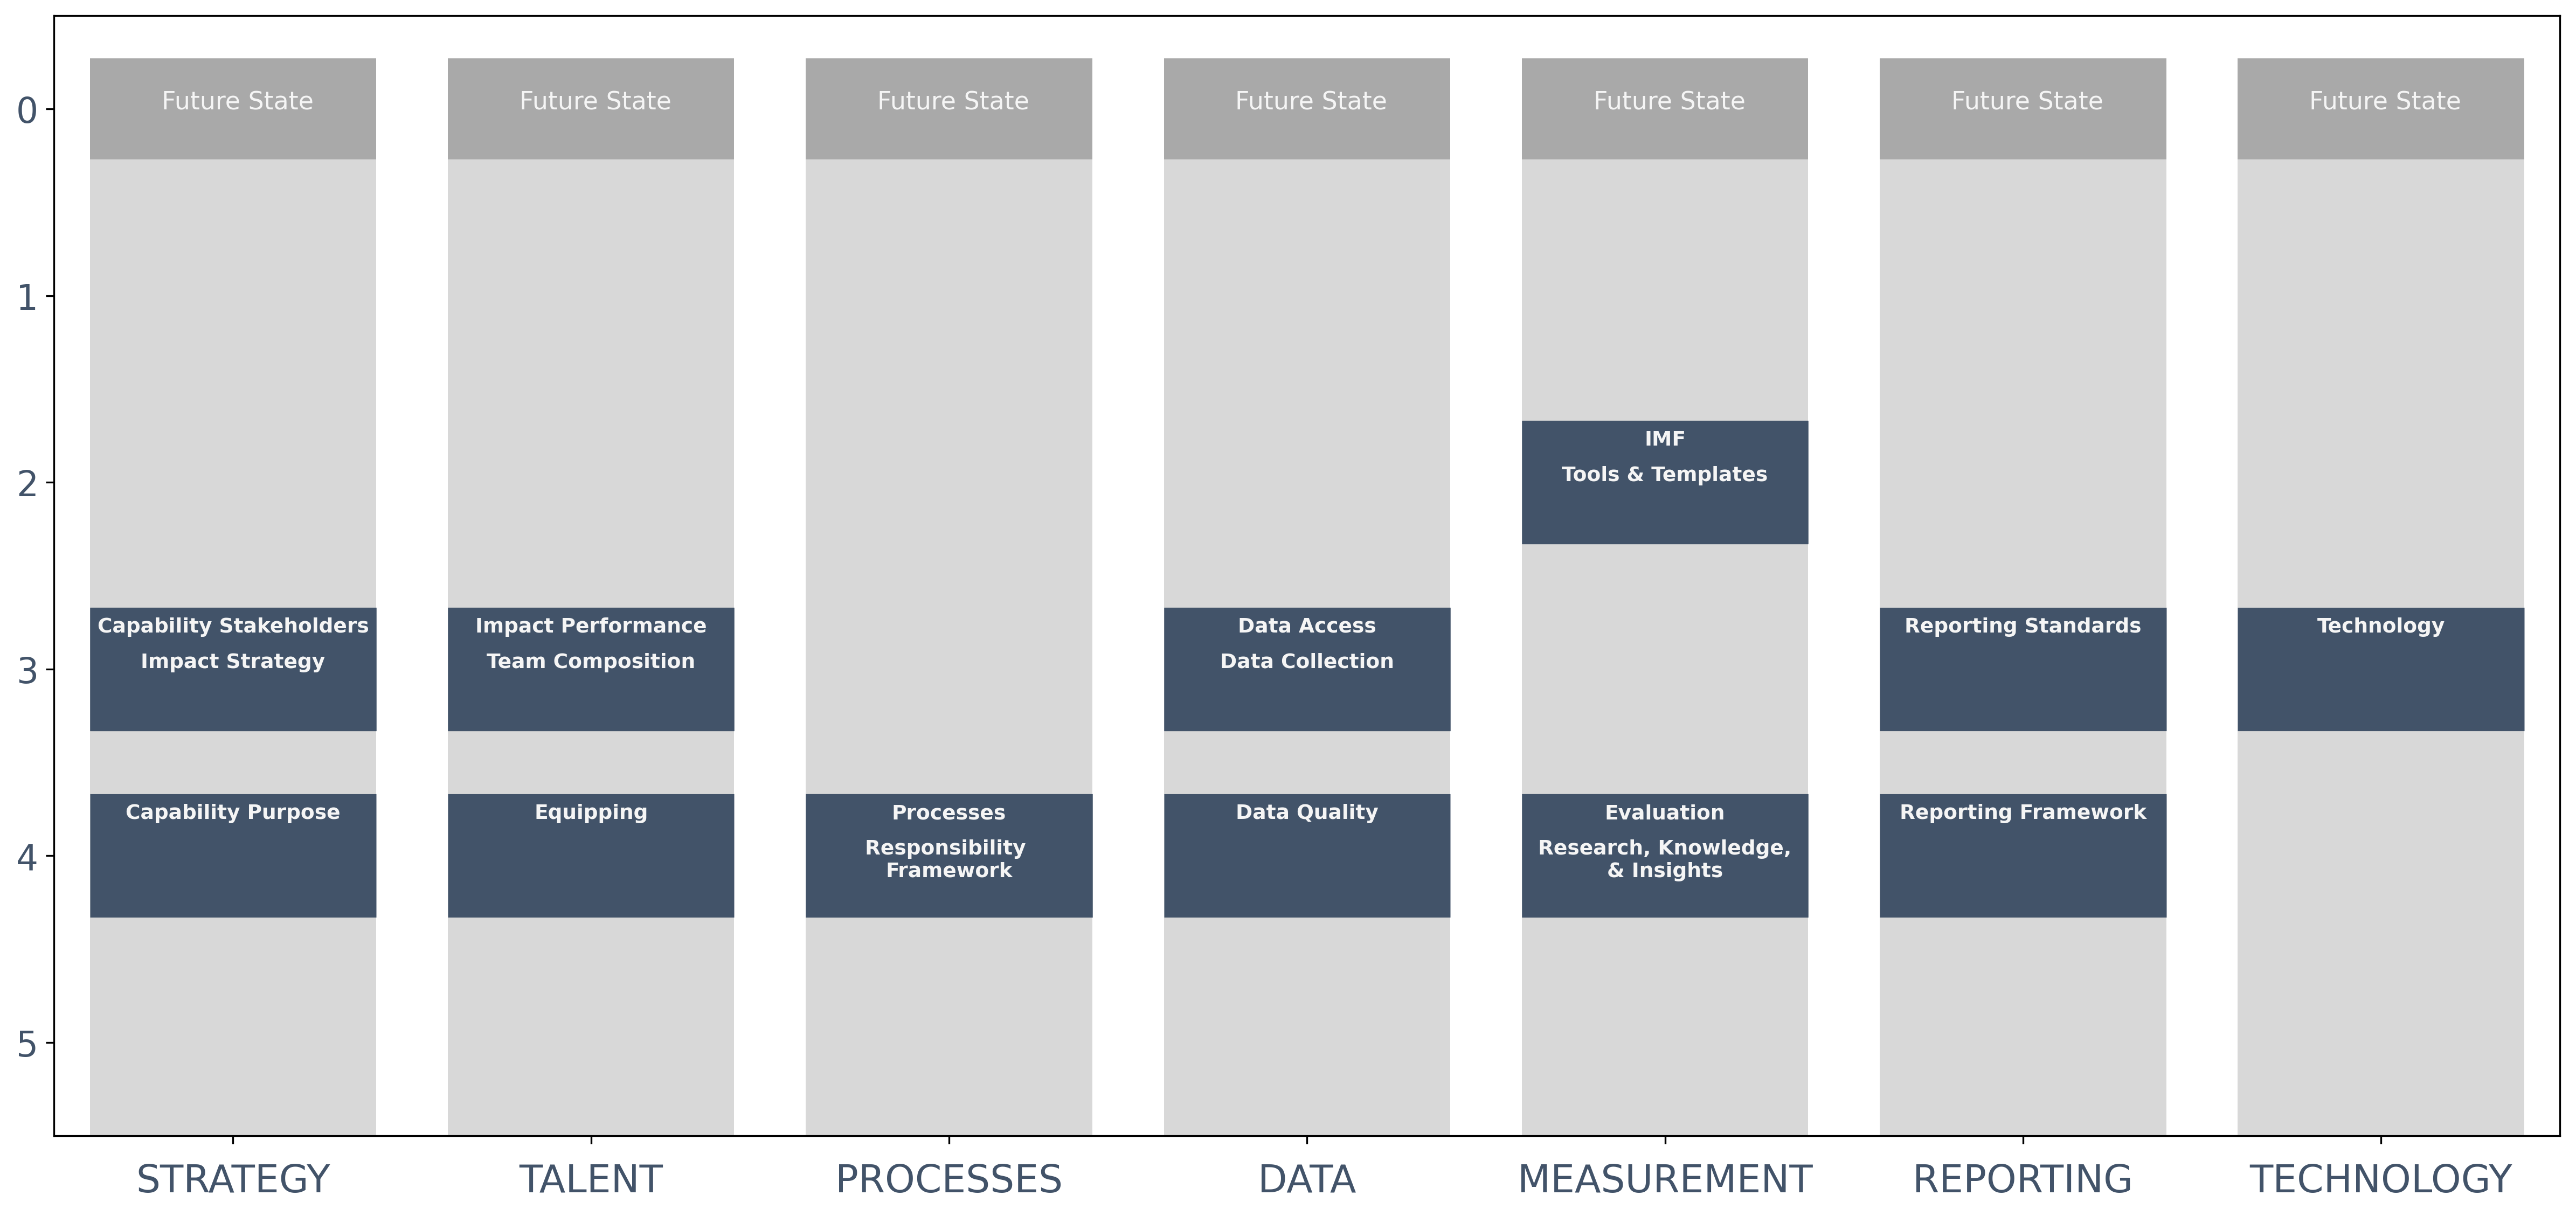 0
Future State
Future State
Future State
Future State
Future State
Future State
Future State
1
2
IMF
Tools & Templates
3
Capability Stakeholders
Impact Strategy
Impact Performance
Team Composition
Data Access
Data Collection
Reporting Standards
Technology
4
Capability Purpose
Equipping
Processes
Responsibility
Framework
Data Quality
Evaluation
Research, Knowledge,
& Insights
Reporting Framework
5
STRATEGY
TALENT
PROCESSES
DATA
MEASUREMENT
REPORTING
TECHNOLOGY